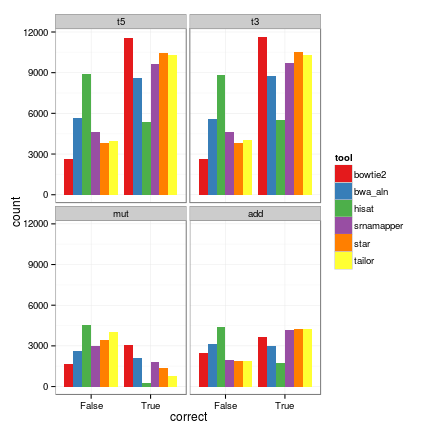 t5 t3
12000
9000
6000
3000
0
count
mut add
12000
9000
6000
3000
0
False True False True
correct
tool
bowtie2
bwa_aln
hisat
srnamapper
star
tailor